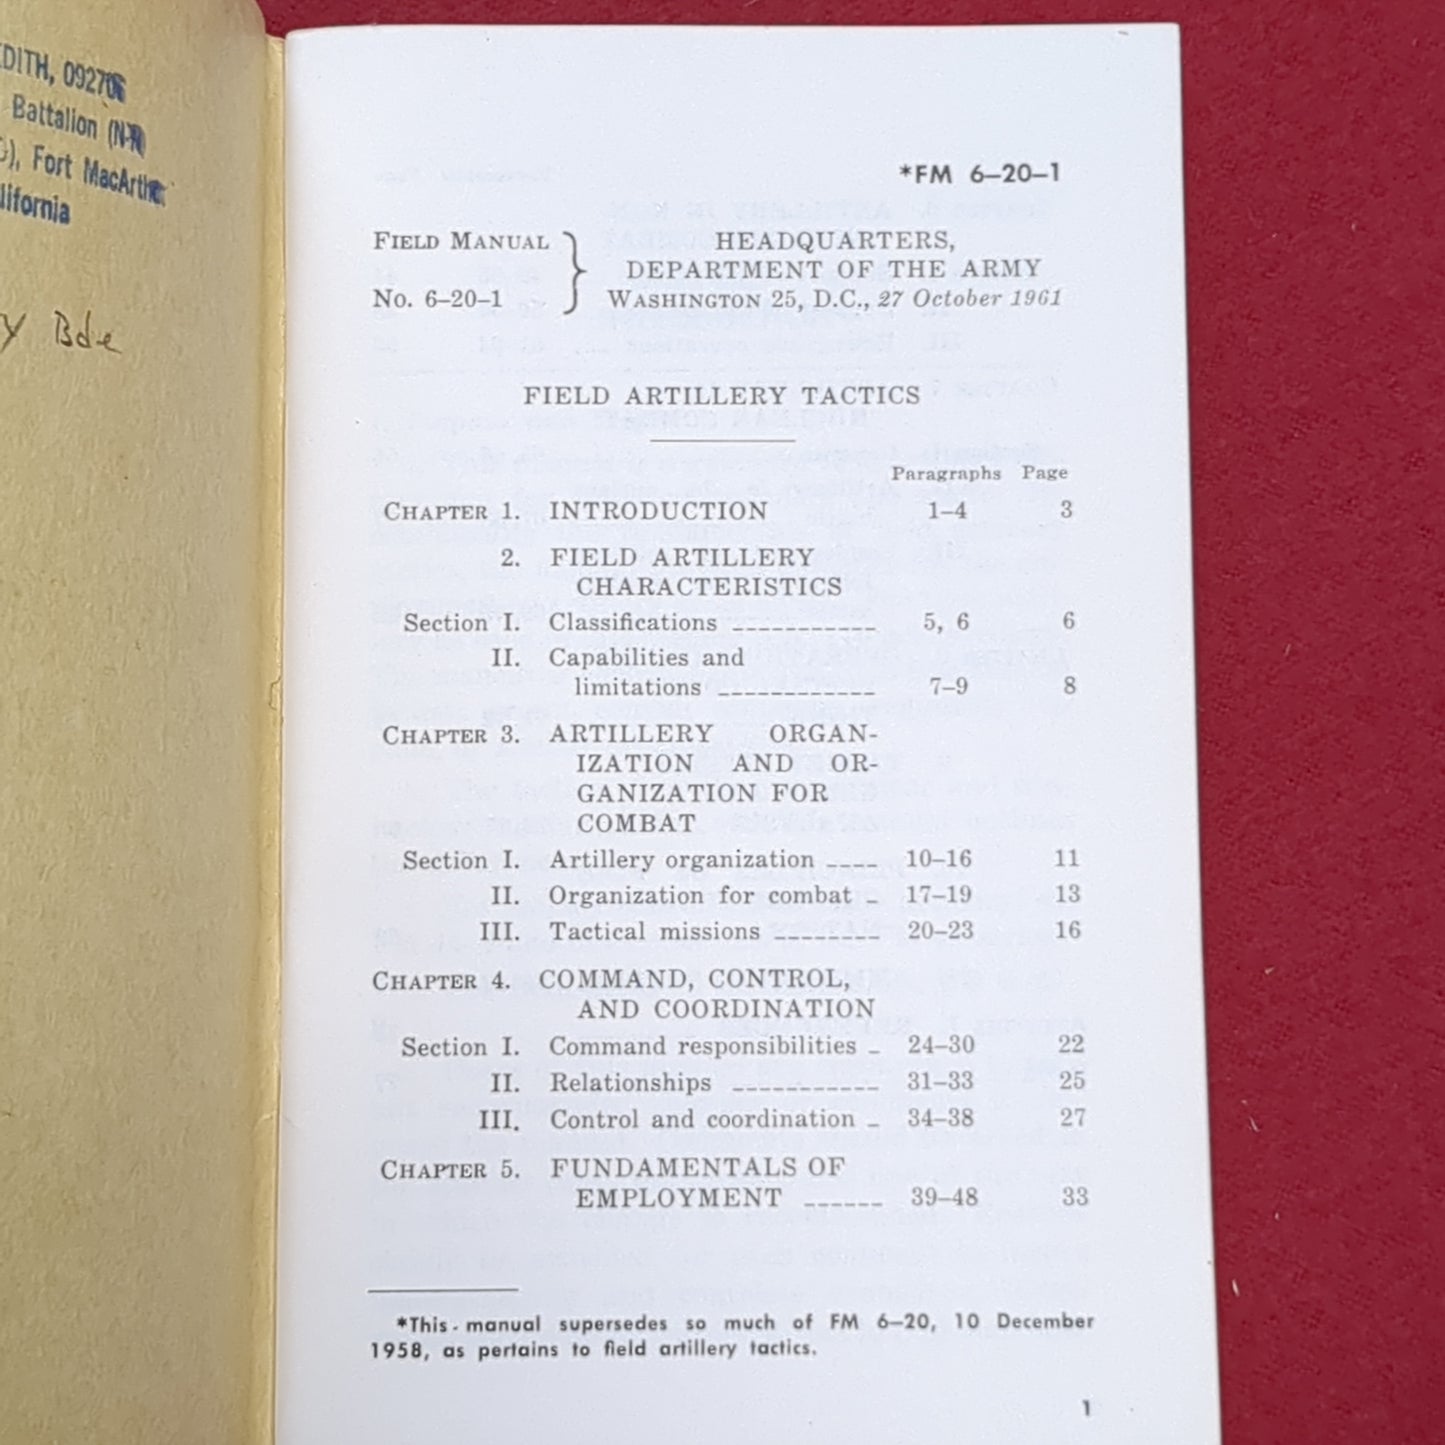 EDITH, 092706
Battalion (N-N)
), Fort MacArthur
lifornia
y Bde
*FM 6–20–1
FIELD MANUAL
No. 6–20–1
HEADQUARTERS,
DEPARTMENT OF THE ARMY
WASHINGTON 25, D.C., 27 October 1961
FIELD ARTILLERY TACTICS
Paragraphs Page
CHAPTER 1. INTRODUCTION 1–4 3
2. FIELD ARTILLERY
CHARACTERISTICS
Section I. Classifications ----------- 5, 6 6
II. Capabilities and
limitations ------------ 7–9 8
CHAPTER 3. ARTILLERY ORGAN-
IZATION AND OR-
GANIZATION FOR
COMBAT
Section I. Artillery organization ---- 10–16 11
II. Organization for combat - 17–19 13
III. Tactical missions -------- 20–23 16
CHAPTER 4. COMMAND, CONTROL,
AND COORDINATION
Section I. Command responsibilities - 24–30 22
II. Relationships ----------- 31–33 25
III. Control and coordination - 34–38 27
CHAPTER 5. FUNDAMENTALS OF
EMPLOYMENT ------ 39–48 33
*This manual supersedes so much of FM 6–20, 10 December
1958, as pertains to field artillery tactics.
1